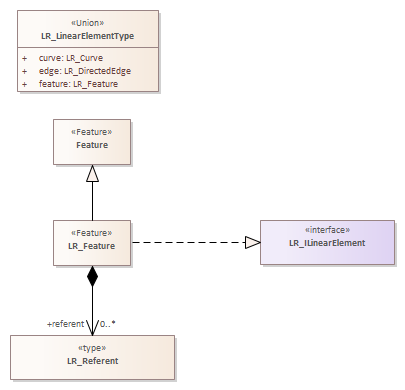 «Union»
LR_LinearElementType
+ curve: LR_Curve
+ edge: LR_DirectedEdge
+ feature: LR_Feature
«Feature»
Feature
«Feature»
LR_Feature
«interface»
LR_ILinearElement
+referent 0..*
«type»
LR_Referent